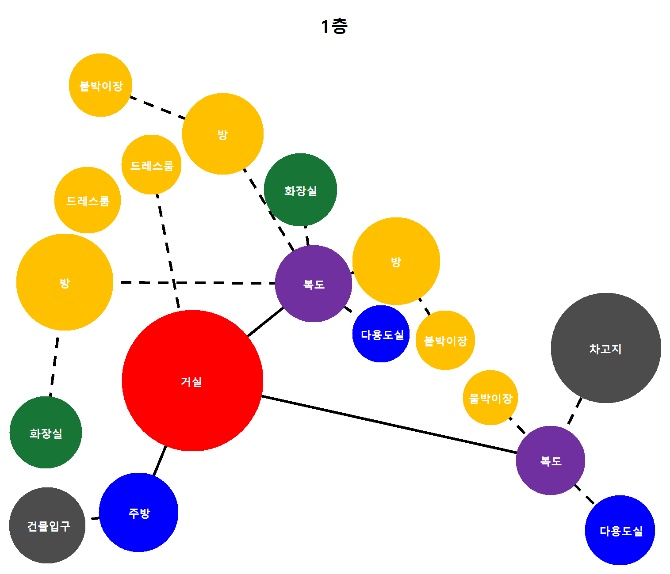 1층
붙박이장
방
드레스룸
화장실
드레스룸
방
방
복도
다용도실
붙박이장
차고지
거실
붙박이장
화장실
복도
주방
건물입구
다용도실